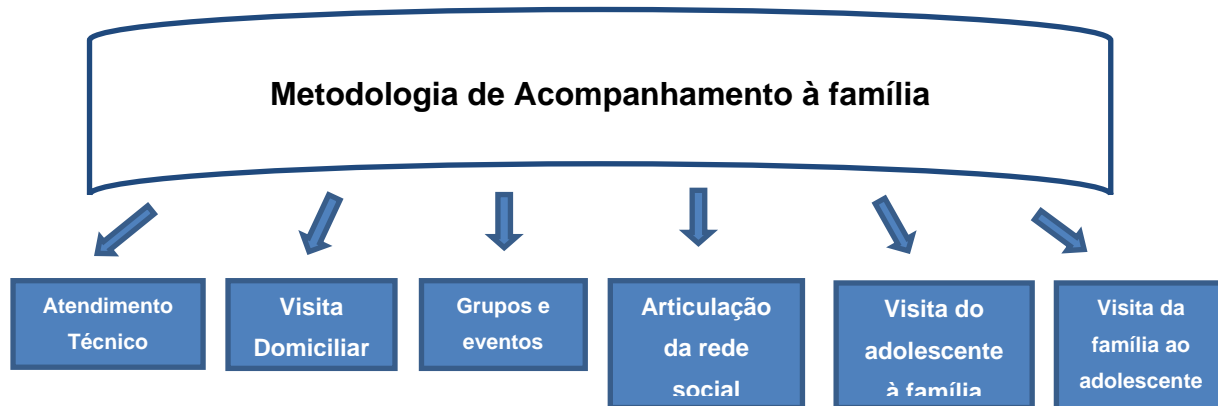 Metodologia de Acompanhamento à família
Atendimento
Técnico
Visita
Domiciliar
Grupos e
eventos
Articulação
da rede
social
Visita do
adolescente
à família
Visita da
família ao
adolescente